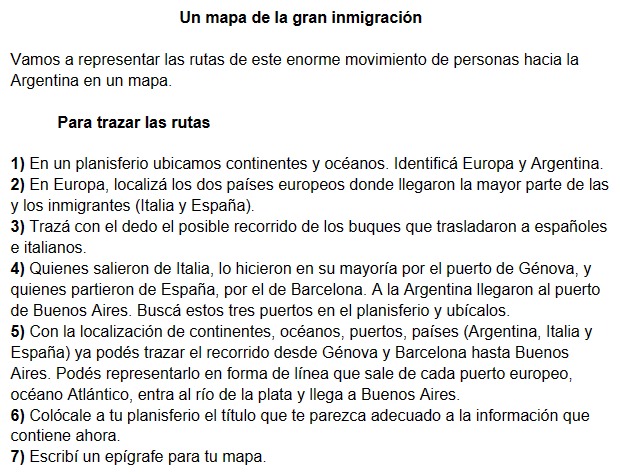 Un mapa de la gran inmigración
Vamos a representar las rutas de este enorme movimiento de personas hacia la
Argentina en un mapa.
Para trazar las rutas
1) En un planisferio ubicamos continentes y océanos. Identificá Europa y Argentina.
2) En Europa, localizá los dos países europeos donde llegaron la mayor parte de las
y los inmigrantes (Italia y España).
3) Trazá con el dedo el posible recorrido de los buques que trasladaron a españoles
e italianos.
4) Quienes salieron de Italia, lo hicieron en su mayoría por el puerto de Génova, y
quienes partieron de España, por el de Barcelona. A la Argentina llegaron al puerto
de Buenos Aires. Buscá estos tres puertos en el planisferio y ubícalos.
5) Con la localización de continentes, océanos, puertos, países (Argentina, Italia y
España) ya podés trazar el recorrido desde Génova y Barcelona hasta Buenos
Aires. Podés representarlo en forma de línea que sale de cada puerto europeo,
océano Atlántico, entra al río de la plata y llega a Buenos Aires.
6) Colócale a tu planisferio el título que te parezca adecuado a la información que
contiene ahora.
7) Escribí un epígrafe para tu mapa.